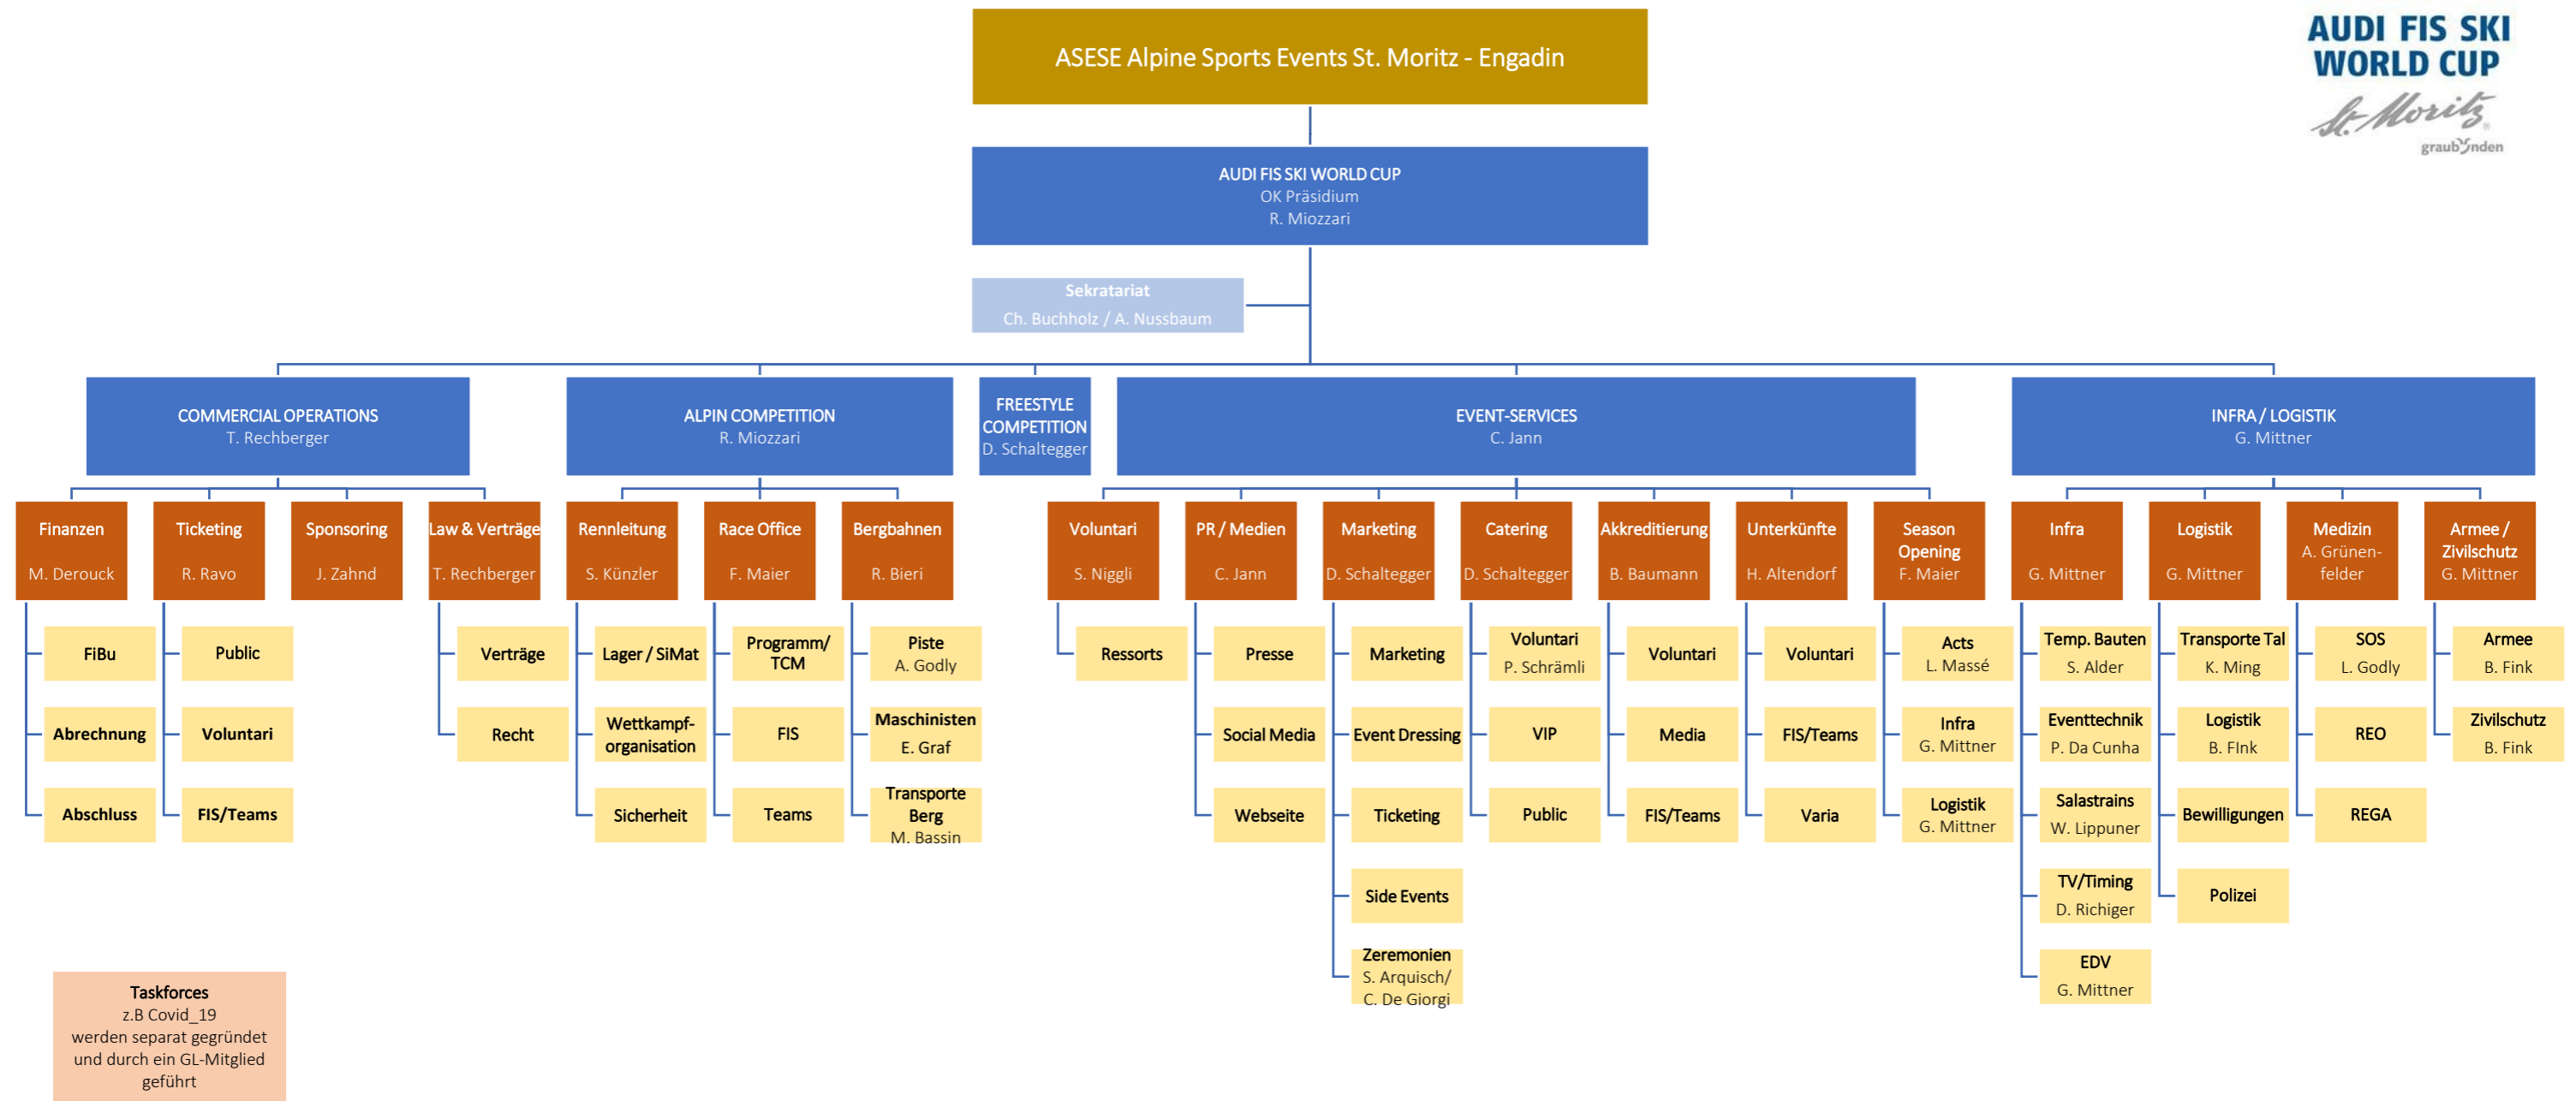 AUDI FIS SKI
WORLD CUP
St. Moritz
graubünden
ASESE Alpine Sports Events St. Moritz - Engadin
AUDI FIS SKI WORLD CUP
OK Präsidium
R. Miozzari
Sekratariat
Ch. Buchholz / A. Nussbaum
COMMERCIAL OPERATIONS
T. Rechberger
ALPIN COMPETITION
R. Miozzari
FREESTYLE
COMPETITION
D. Schaltegger
EVENT-SERVICES
C. Jann
INFRA / LOGISTIK
G. Mittner
Finanzen
M. Derouck
Ticketing
R. Ravo
Sponsoring
J. Zahnd
Law & Verträge
T. Rechberger
Rennleitung
S. Künzler
Race Office
F. Maier
Bergbahnen
R. Bieri
Voluntari
S. Niggli
PR / Medien
C. Jann
Marketing
D. Schaltegger
Catering
D. Schaltegger
Akkreditierung
B. Baumann
Unterkünfte
H. Altendorf
Season
Opening
F. Maier
Infra
G. Mittner
Logistik
G. Mittner
Medizin
A. Grünen-
felder
Armee /
Zivilschutz
G. Mittner
FiBu
Abrechnung
Abschluss
Public
Voluntari
FIS/Teams
Verträge
Recht
Lager / SiMat
Wettkampf-
organisation
Sicherheit
Programm/
TCM
FIS
Teams
Piste
A. Godly
Maschinisten
E. Graf
Transporte
Berg
M. Bassin
Ressorts
Presse
Social Media
Webseite
Marketing
Event Dressing
Ticketing
Side Events
Zeremonien
S. Arquisch/
C. De Giorgi
Voluntari
P. Schrämli
VIP
Public
Voluntari
Media
FIS/Teams
Voluntari
FIS/Teams
Varia
Acts
L. Massé
Infra
G. Mittner
Logistik
G. Mittner
Temp. Bauten
S. Alder
Eventtechnik
P. Da Cunha
Salastrains
W. Lippuner
TV/Timing
D. Richiger
EDV
G. Mittner
Transporte Tal
K. Ming
Logistik
B. FInk
Bewilligungen
Polizei
SOS
L. Godly
REO
REGA
Armee
B. Fink
Zivilschutz
B. Fink
Taskforces
z.B Covid_19
werden separat gegründet
und durch ein GL-Mitglied
geführt